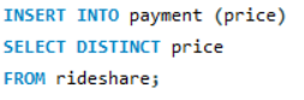 INSERT INTO payment (price)
SELECT DISTINCT price
FROM rideshare;